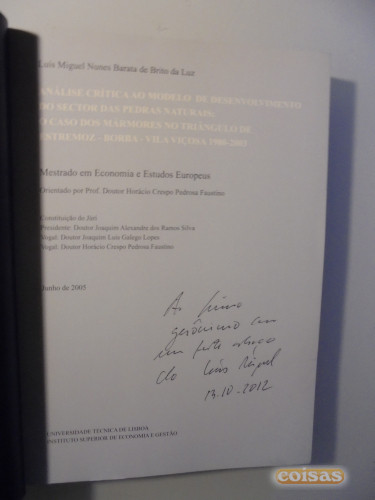 Luís Miguel Nunes Barata de Brito da Luz
ANÁLISE CRÍTICA AO MODELO DE DESENVOLVIMENTO
DO SECTOR DAS PEDRAS NATURAIS:
O CASO DOS MÁRMORES NO TRIÂNGULO DE
ESTREMOZ - BORBA - VILA VIÇOSA 1980-2003
Mestrado em Economia e Estudos Europeus
Orientado por Prof. Doutor Horácio Crespo Pedrosa Faustino
Constituição do Júri
Presidente: Doutor Joaquim Alexandre dos Ramos Silva
Vogal: Doutor Joaquim Luís Galego Lopes
Vogal: Doutor Horácio Crespo Pedrosa Faustino
Junho de 2005
Ao primo
gerónimo com
um forte abraço
do Luís Miguel
13.10.2012
UNIVERSIDADE TÉCNICA DE LISBOA
INSTITUTO SUPERIOR DE ECONOMIA E GESTÃO
coisas